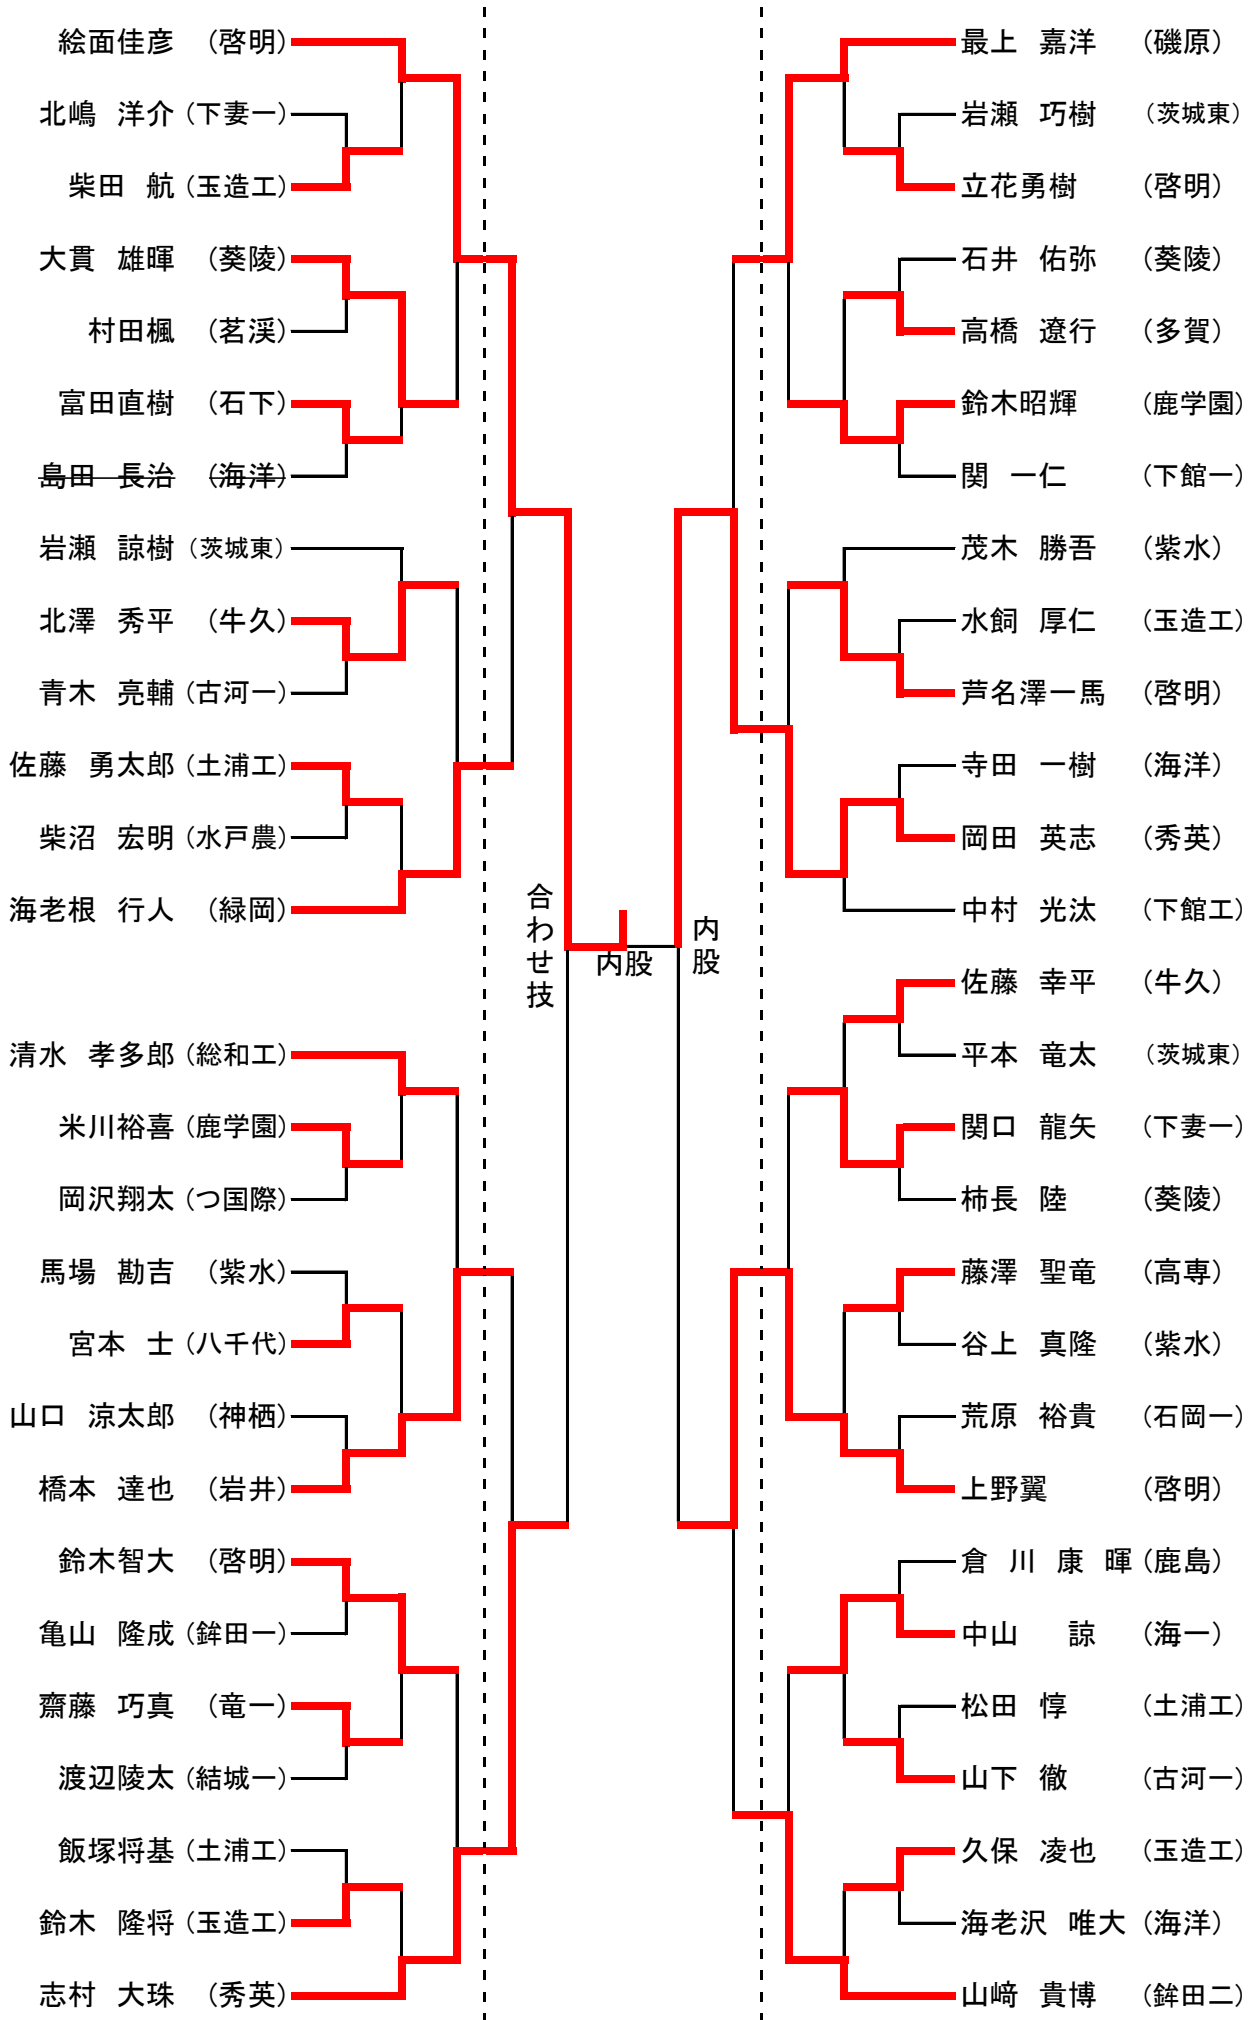 絵面佳彦 （啓明）
北嶋 洋介（下妻一）
柴田 航（玉造工）
大貫 雄暉 （葵陵）
村田楓 （茗渓）
富田直樹 （石下）
島田 長治 （海洋）
岩瀬 諒樹（茨城東）
北澤 秀平 （牛久）
青木 亮輔（古河一）
佐藤 勇太郎（土浦工）
柴沼 宏明（水戸農）
海老根 行人 （緑岡）
清水 孝多郎（総和工）
米川裕喜（鹿学園）
岡沢翔太（つ国際）
馬場 勘吉 （紫水）
宮本 士（八千代）
山口 涼太郎 （神栖）
橋本 達也 （岩井）
鈴木智大 （啓明）
亀山 隆成（鉾田一）
齋藤 巧真 （竜一）
渡辺陵太（結城一）
飯塚将基（土浦工）
鈴木 隆将（玉造工）
志村 大珠 （秀英）
合わせ技
内股
内股
最上 嘉洋 （磯原）
岩瀬 巧樹 （茨城東）
立花勇樹 （啓明）
石井 佑弥 （葵陵）
高橋 遼行 （多賀）
鈴木昭輝 （鹿学園）
関 一仁 （下館一）
茂木 勝吾 （紫水）
水飼 厚仁 （玉造工）
芦名澤一馬 （啓明）
寺田 一樹 （海洋）
岡田 英志 （秀英）
中村 光汰 （下館工）
佐藤 幸平 （牛久）
平本 竜太 （茨城東）
関口 龍矢 （下妻一）
柿長 陸 （葵陵）
藤澤 聖竜 （高専）
谷上 真隆 （紫水）
荒原 裕貴 （石岡一）
上野翼 （啓明）
倉 川 康 暉（鹿島）
中山 諒 （海一）
松田 惇 （土浦工）
山下 徹 （古河一）
久保 凌也 （玉造工）
海老沢 唯大（海洋）
山﨑 貴博 （鉾田二）